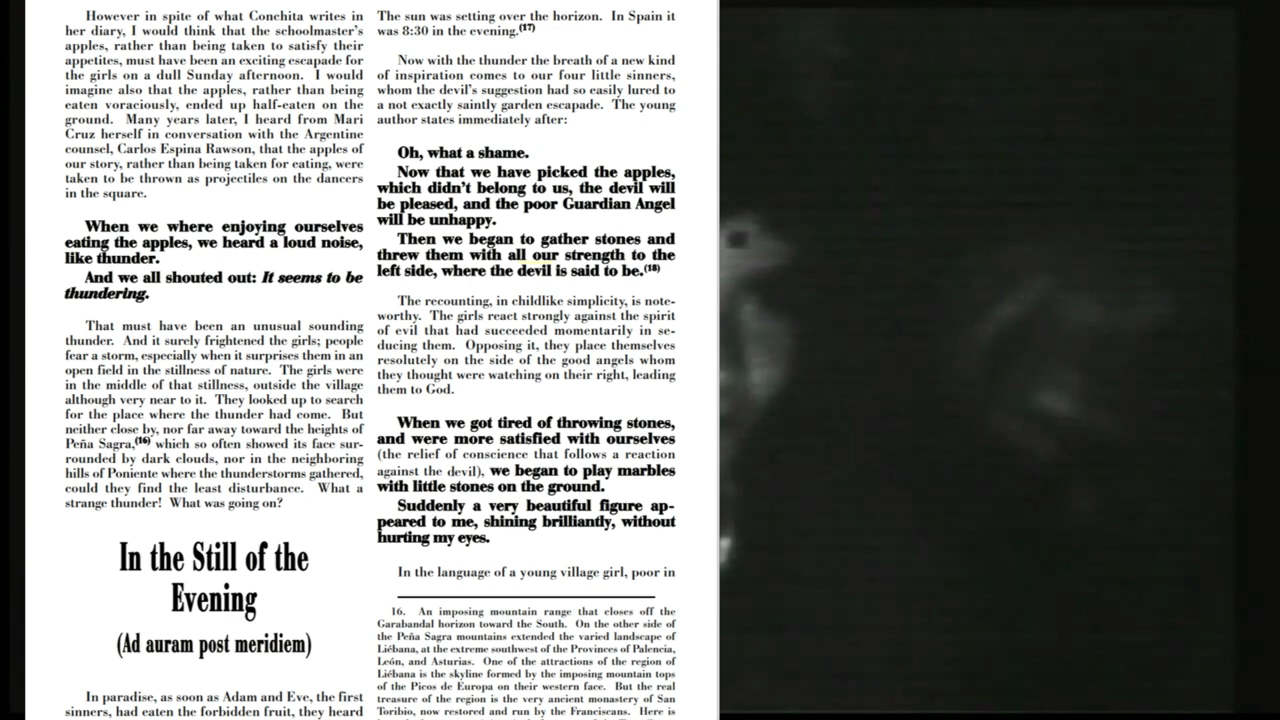 However in spite of what Conchita writes in
her diary, I would think that the schoolmaster's
apples, rather than being taken to satisfy their
appetites, must have been an exciting escapade for
the girls on a dull Sunday afternoon. I would
imagine also that the apples, rather than being
eaten voraciously, ended up half-eaten on the
ground. Many years later, I heard from Mari
Cruz herself in conversation with the Argentine
counsel, Carlos Espina Rawson, that the apples of
our story, rather than being taken for eating, were
taken to be thrown as projectiles on the dancers
in the square.
When we where enjoying ourselves
eating the apples, we heard a loud noise,
like thunder.
And we all shouted out: It seems to be
thundering.
That must have been an unusual sounding
thunder. And it surely frightened the girls; people
fear a storm, especially when it surprises them in an
open field in the stillness of nature. The girls were
in the middle of that stillness, outside the village
although very near to it. They looked up to search
for the place where the thunder had come. But
neither close by, nor far away toward the heights of
Peña Sagra,(16) which so often showed its face sur-
rounded by dark clouds, nor in the neighboring
hills of Poniente where the thunderstorms gathered,
could they find the least disturbance. What a
strange thunder! What was going on?
In the Still of the
Evening
(Ad auram post meridiem)
In paradise, as soon as Adam and Eve, the first
sinners, had eaten the forbidden fruit, they heard
The sun was setting over the horizon. In Spain it
was 8:30 in the evening.(17)
Now with the thunder the breath of a new kind
of inspiration comes to our four little sinners,
whom the devil's suggestion had so easily lured to
a not exactly saintly garden escapade. The young
author states immediately after:
Oh, what a shame.
Now that we have picked the apples,
which didn't belong to us, the devil will
be pleased, and the poor Guardian Angel
will be unhappy.
Then we began to gather stones and
threw them with all our strength to the
left side, where the devil is said to be.(18)
The recounting, in childlike simplicity, is note-
worthy. The girls react strongly against the spirit
of evil that had succeeded momentarily in se-
ducing them. Opposing it, they place themselves
resolutely on the side of the good angels whom
they thought were watching on their right, leading
them to God.
When we got tired of throwing stones,
and were more satisfied with ourselves
(the relief of conscience that follows a reaction
against the devil), we began to play marbles
with little stones on the ground.
Suddenly a very beautiful figure ap-
peared to me, shining brilliantly, without
hurting my eyes.
In the language of a young village girl, poor in
16. An imposing mountain range that closes off the
Garabandal horizon toward the South. On the other side of
the Peña Sagra mountains extended the varied landscape of
Liébana, at the extreme southwest of the Provinces of Palencia,
León, and Asturias. One of the attractions of the region of
Liébana is the skyline formed by the imposing mountain tops
of the Picos de Europa on their western face. But the real
treasure of the region is the very ancient monastery of San
Toribio, now restored and run by the Franciscans. Here is